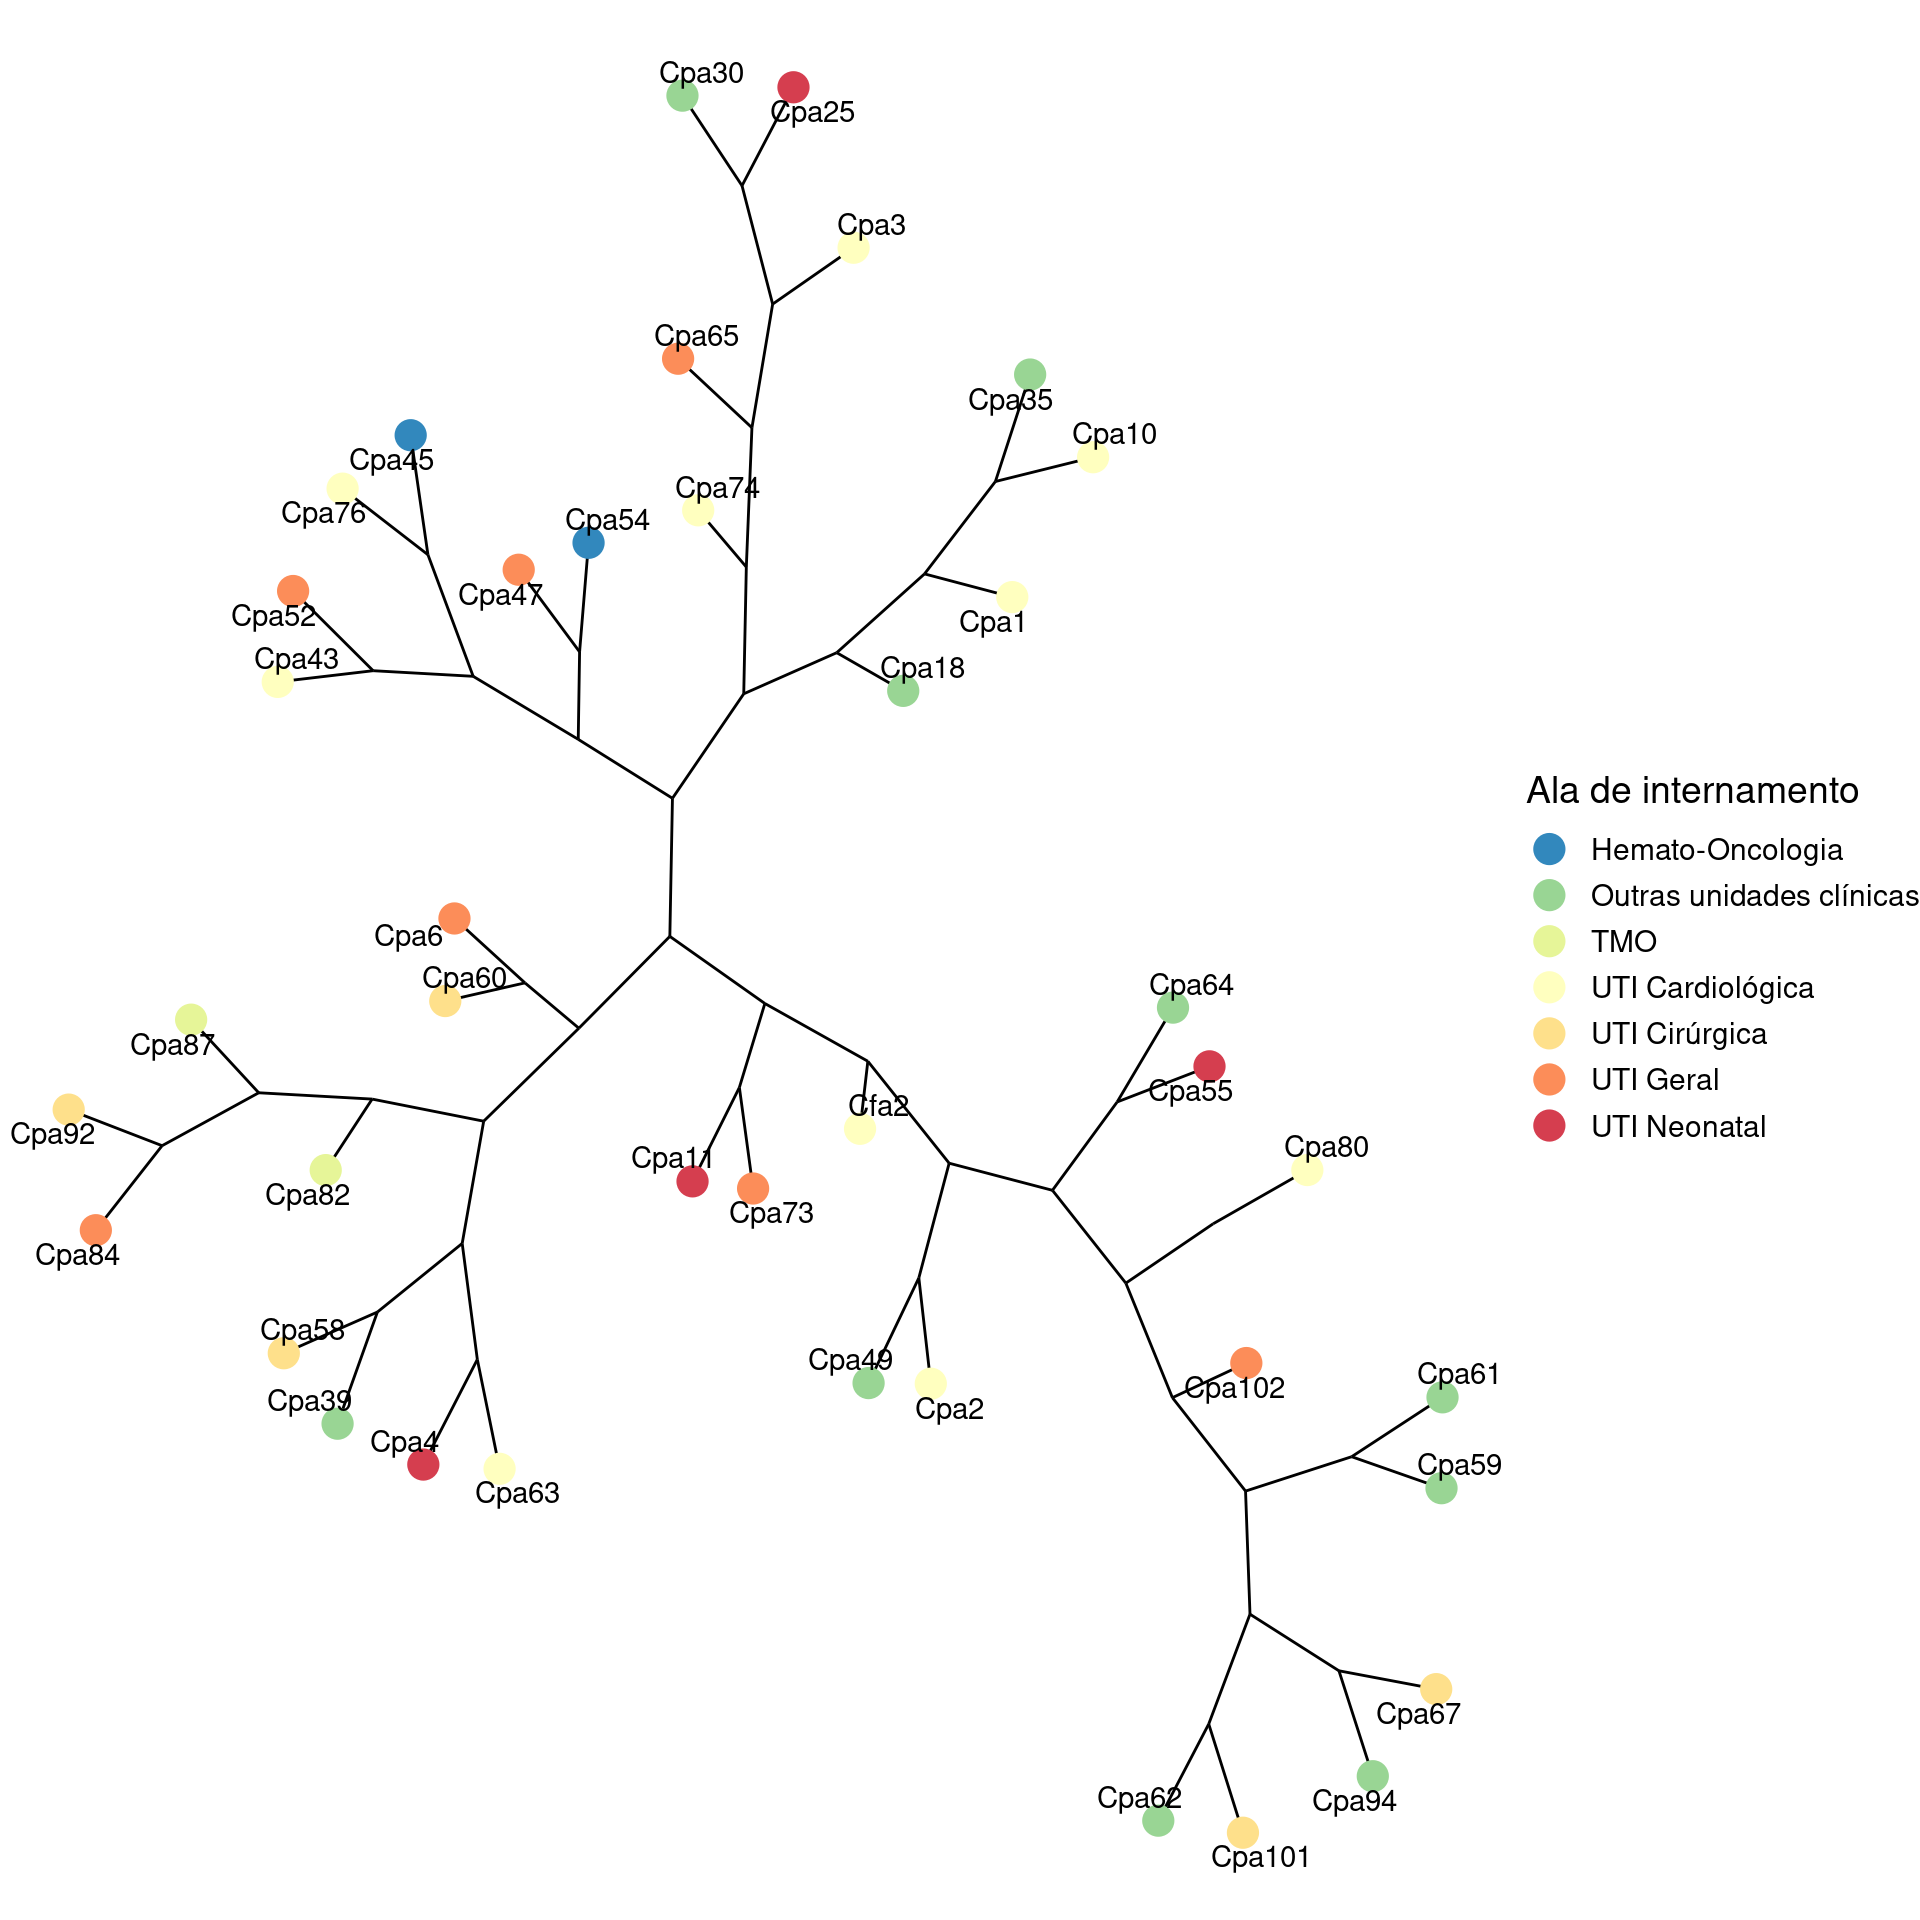 Cpa30
Cpa25
Cpa3
Cpa65
Cpa35
Cpa10
Cpa45
Cpa74
Cpa76
Cpa54
Cpa47
Cpa52
Cpa1
Cpa43
Cpa18
Ala de internamento
Hemato-Oncologia
Outras unidades clínicas
TMO
UTI Cardiológica
UTI Cirúrgica
UTI Geral
UTI Neonatal
Cpa6
Cpa60
Cpa64
Cpa87
Cpa55
Cfa2
Cpa92
Cpa80
Cpa11
Cpa82
Cpa73
Cpa84
Cpa58
Cpa49
Cpa61
Cpa102
Cpa39
Cpa2
Cpa4
Cpa59
Cpa63
Cpa67
Cpa62
Cpa94
Cpa101